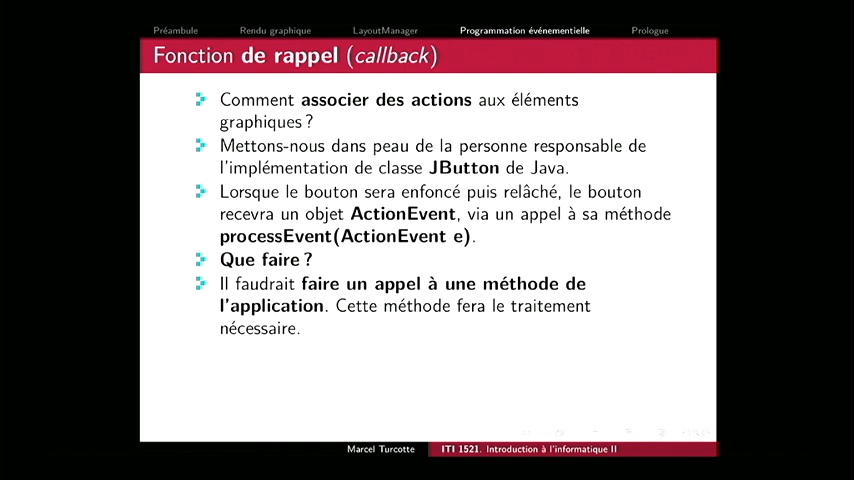 Préambule Rendu graphique LayoutManager Programmation événementielle Prologue
Fonction de rappel (callback)
Comment associer des actions aux éléments
graphiques ?
Mettons-nous dans peau de la personne responsable de
l'implémentation de classe JButton de Java.
Lorsque le bouton sera enfoncé puis relâché, le bouton
recevra un objet ActionEvent, via un appel à sa méthode
processEvent(ActionEvent e).
Que faire ?
Il faudrait faire un appel à une méthode de
l'application. Cette méthode fera le traitement
nécessaire.
Marcel Turcotte ITI 1521. Introduction à l'informatique II